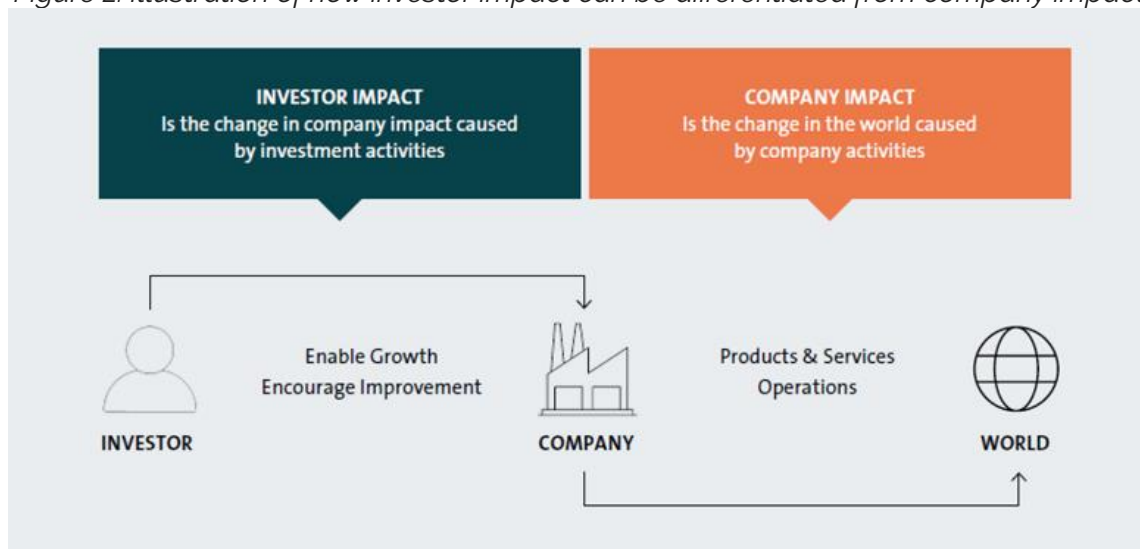 Figure 2: Illustration of how investor impact can be differentiated from company impact
INVESTOR IMPACT
Is the change in company impact caused
by investment activities
COMPANY IMPACT
Is the change in the world caused
by company activities
Enable Growth
Encourage Improvement
Products & Services
Operations
INVESTOR
COMPANY
WORLD